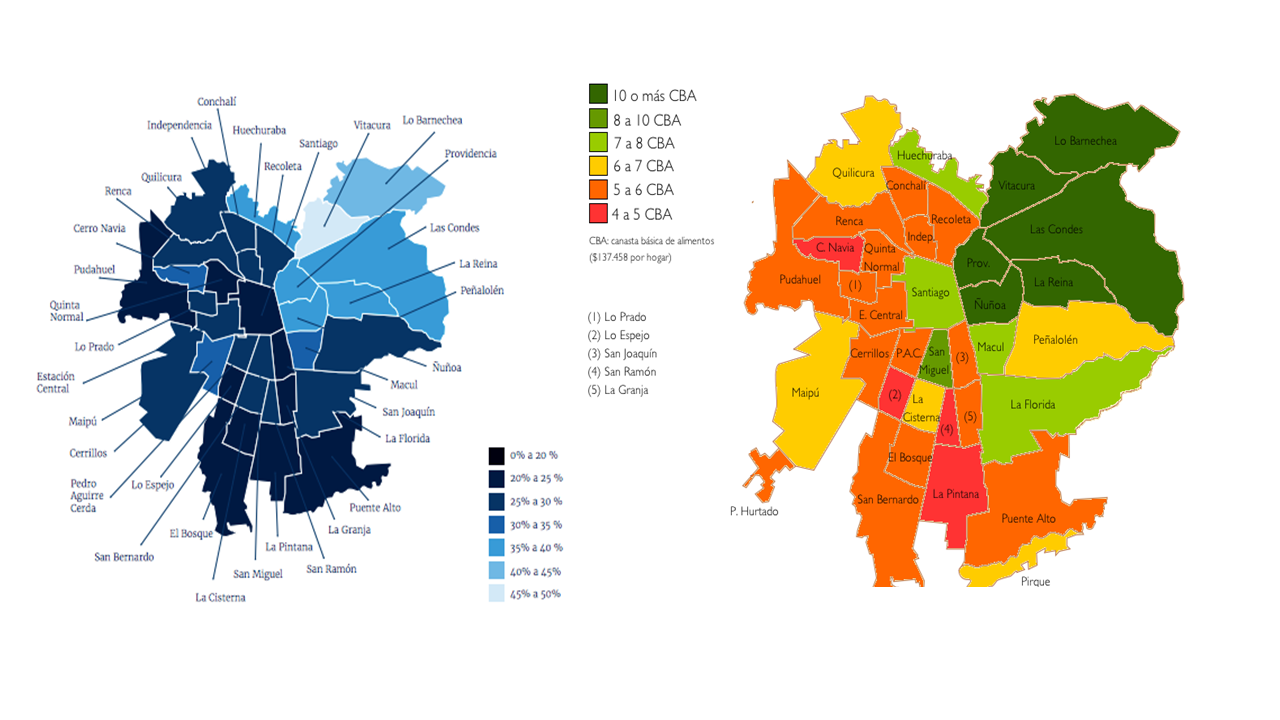 Conchalí
Independencia
Huechuraba
Santiago
Vitacura
Lo Barnechea
Providencia
Recoleta
Quilicura
Renca
Cerro Navia
Las Condes
Pudahuel
La Reina
Peñalolén
Quinta
Normal
Lo Prado
Estación
Central
Ñuñoa
Macul
San Joaquín
Maipú
La Florida
Cerrillos
Pedro
Aguirre
Cerda
Lo Espejo
Puente Alto
La Granja
El Bosque
La Pintana
San Bernardo
San Miguel
San Ramón
La Cisterna
0% a 20 %
20% a 25 %
25% a 30 %
30% a 35 %
35% a 40 %
40% a 45%
45% a 50%
10 o más CBA
8 a 10 CBA
7 a 8 CBA
6 a 7 CBA
5 a 6 CBA
4 a 5 CBA
CBA: canasta básica de alimentos
($137.458 por hogar)
(1) Lo Prado
(2) Lo Espejo
(3) San Joaquín
(4) San Ramón
(5) La Granja
Lo Barnechea
Huechuraba
Quilicura
Conchalí
Vitacura
Renca
Recoleta
Las Condes
Indep.
C. Navia
Quinta
Normal
Prov.
Pudahuel
(1)
La Reina
Santiago
Ñuñoa
E. Central
Peñalolén
Macul
Cerrillos
P.A.C.
San
Miguel
(3)
Maipú
(2)
La
Cisterna
La Florida
(5)
(4)
El Bosque
La Pintana
San Bernardo
P. Hurtado
Puente Alto
Pirque